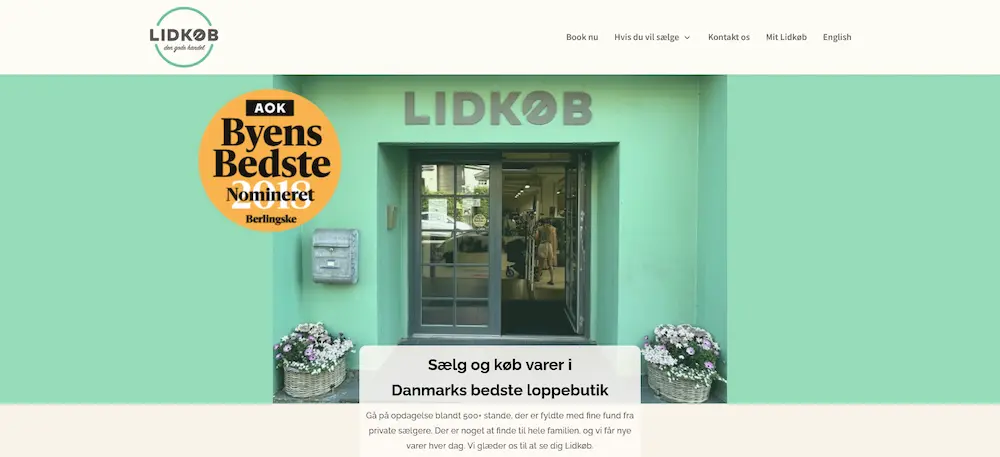 LIDKØB
den gode handel
Book nu
Hvis du vil sælge
Kontakt os
Mit Lidkøb
English
AOK
Byens
Bedste
2018
Nomineret
Berlingske
LIDKØB
Sælg og køb varer i
Danmarks bedste loppebutik
Gå på opdagelse blandt 500+ stande, der er fyldte med fine fund fra
private sælgere. Der er noget at finde til hele familien, og vi får nye
varer hver dag. Vi glæder os til at se dig Lidkøb.